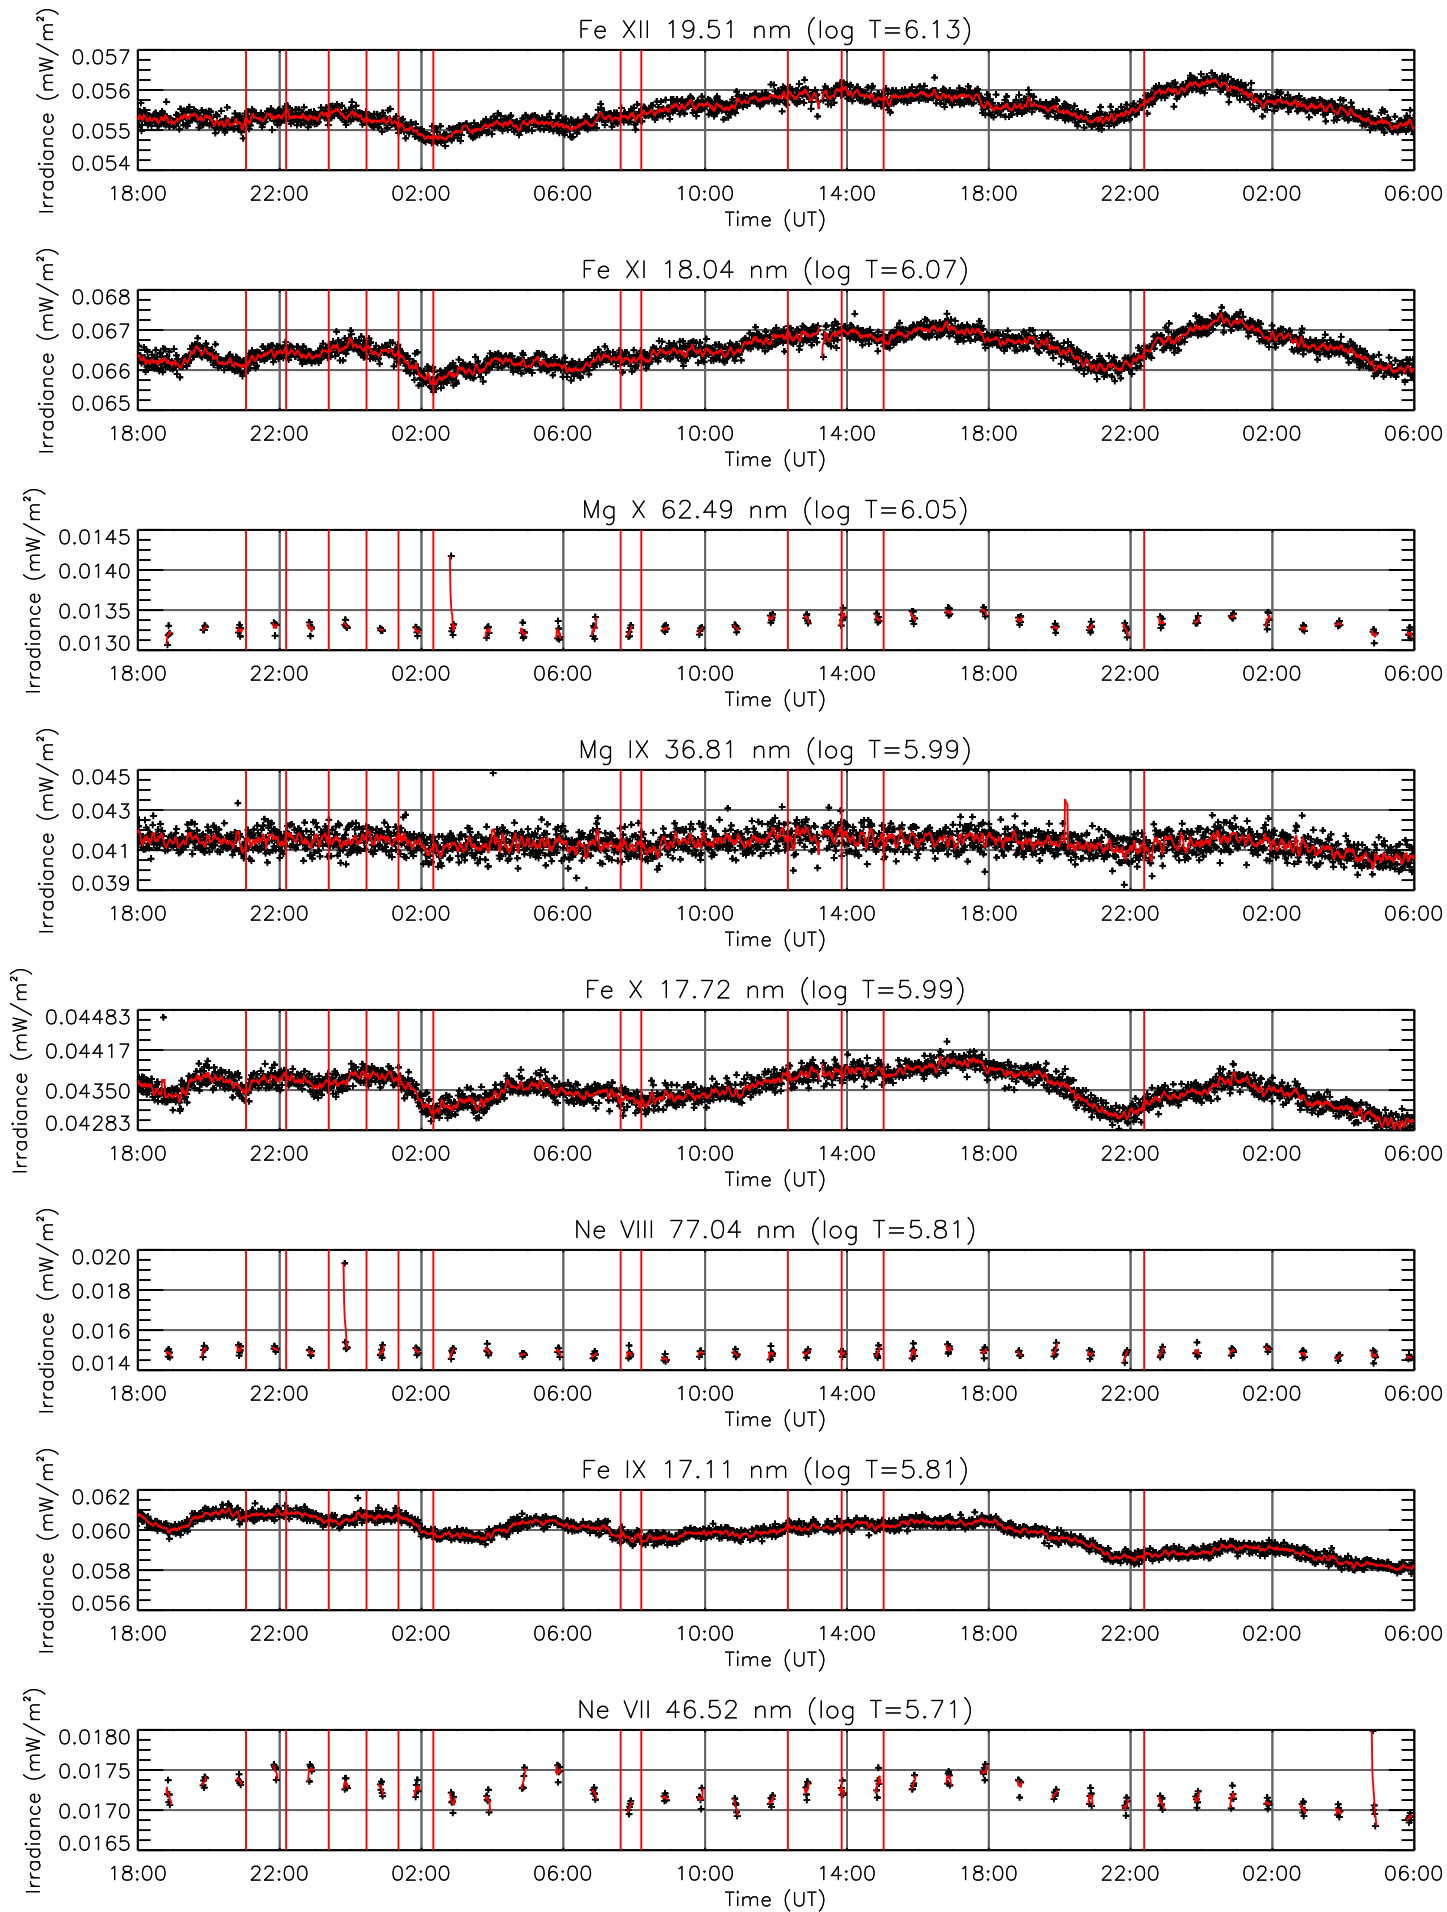 Fe XII 19.51 nm (log T=6.13)
Irradiance (mW/m²)
0.057
0.056
0.055
0.054
18:00 22:00 02:00 06:00 10:00 14:00 18:00 22:00 02:00 06:00
Time (UT)
Fe XI 18.04 nm (log T=6.07)
Irradiance (mW/m²)
0.068
0.067
0.066
0.065
18:00 22:00 02:00 06:00 10:00 14:00 18:00 22:00 02:00 06:00
Time (UT)
Mg X 62.49 nm (log T=6.05)
Irradiance (mW/m²)
0.0145
0.0140
0.0135
0.0130
18:00 22:00 02:00 06:00 10:00 14:00 18:00 22:00 02:00 06:00
Time (UT)
Mg IX 36.81 nm (log T=5.99)
Irradiance (mW/m²)
0.045
0.043
0.041
0.039
18:00 22:00 02:00 06:00 10:00 14:00 18:00 22:00 02:00 06:00
Time (UT)
Fe X 17.72 nm (log T=5.99)
Irradiance (mW/m²)
0.04483
0.04417
0.04350
0.04283
18:00 22:00 02:00 06:00 10:00 14:00 18:00 22:00 02:00 06:00
Time (UT)
Ne VIII 77.04 nm (log T=5.81)
Irradiance (mW/m²)
0.020
0.018
0.016
0.014
18:00 22:00 02:00 06:00 10:00 14:00 18:00 22:00 02:00 06:00
Time (UT)
Fe IX 17.11 nm (log T=5.81)
Irradiance (mW/m²)
0.062
0.060
0.058
0.056
18:00 22:00 02:00 06:00 10:00 14:00 18:00 22:00 02:00 06:00
Time (UT)
Ne VII 46.52 nm (log T=5.71)
Irradiance (mW/m²)
0.0180
0.0175
0.0170
0.0165
18:00 22:00 02:00 06:00 10:00 14:00 18:00 22:00 02:00 06:00
Time (UT)